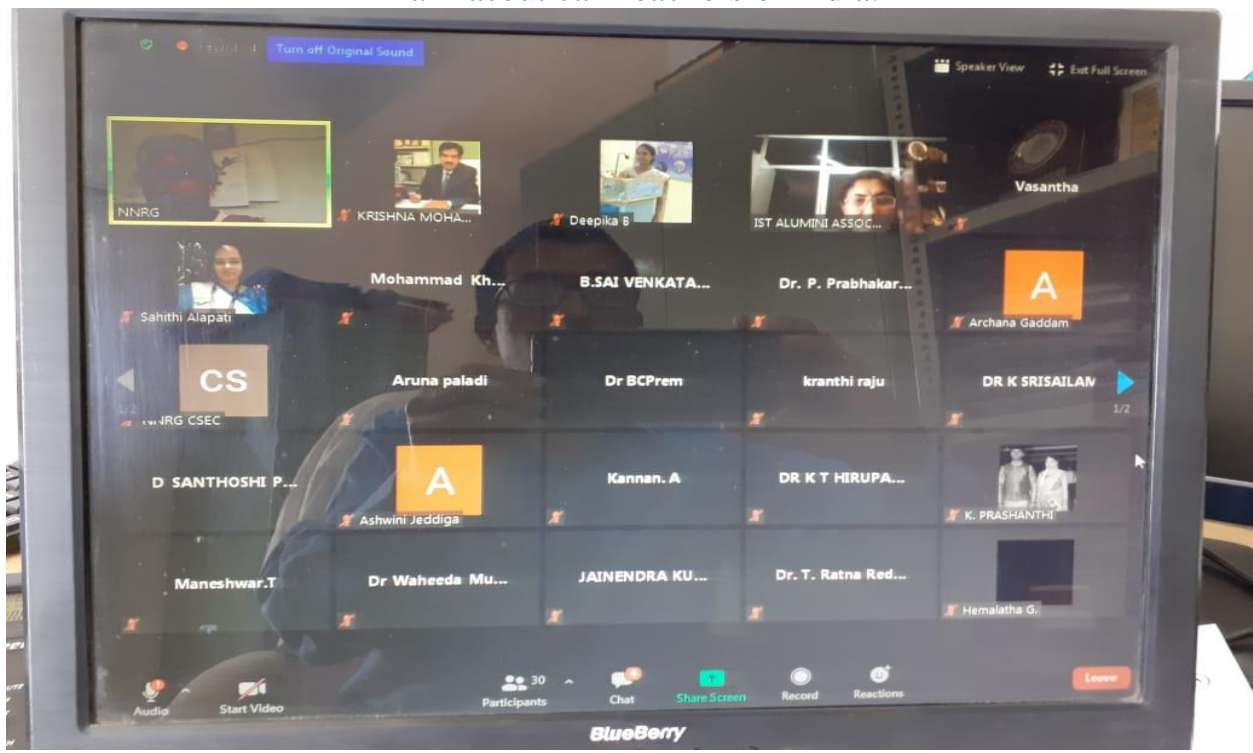 Turn off Original Sound
Speaker View
Exit Full Screen
NNRG
KRISHNA MOHA...
Deepika B
IST ALUMINI ASSOC...
Vasantha
Sahithi Alapati
Mohammad Kh...
B.SAI VENKATA...
Dr. P. Prabhakar...
A
Archana Gaddam
CS
NNRG CSEC
Aruna paladi
Dr BCPrem
kranthi raju
DR K SRISAILAM
1/2
1/2
D SANTHOSHI P...
A
Ashwini Jeddiga
Kannan. A
DR K T HIRUPA...
K. PRASHANTHI
Maneshwar.T
Dr Waheeda Mu...
JAINENDRA KU...
Dr. T. Ratna Red...
Hemalatha G.
Audio
Start Video
30
Participants
Chat
Share Screen
Record
Reactions
Leave
BlueBerry